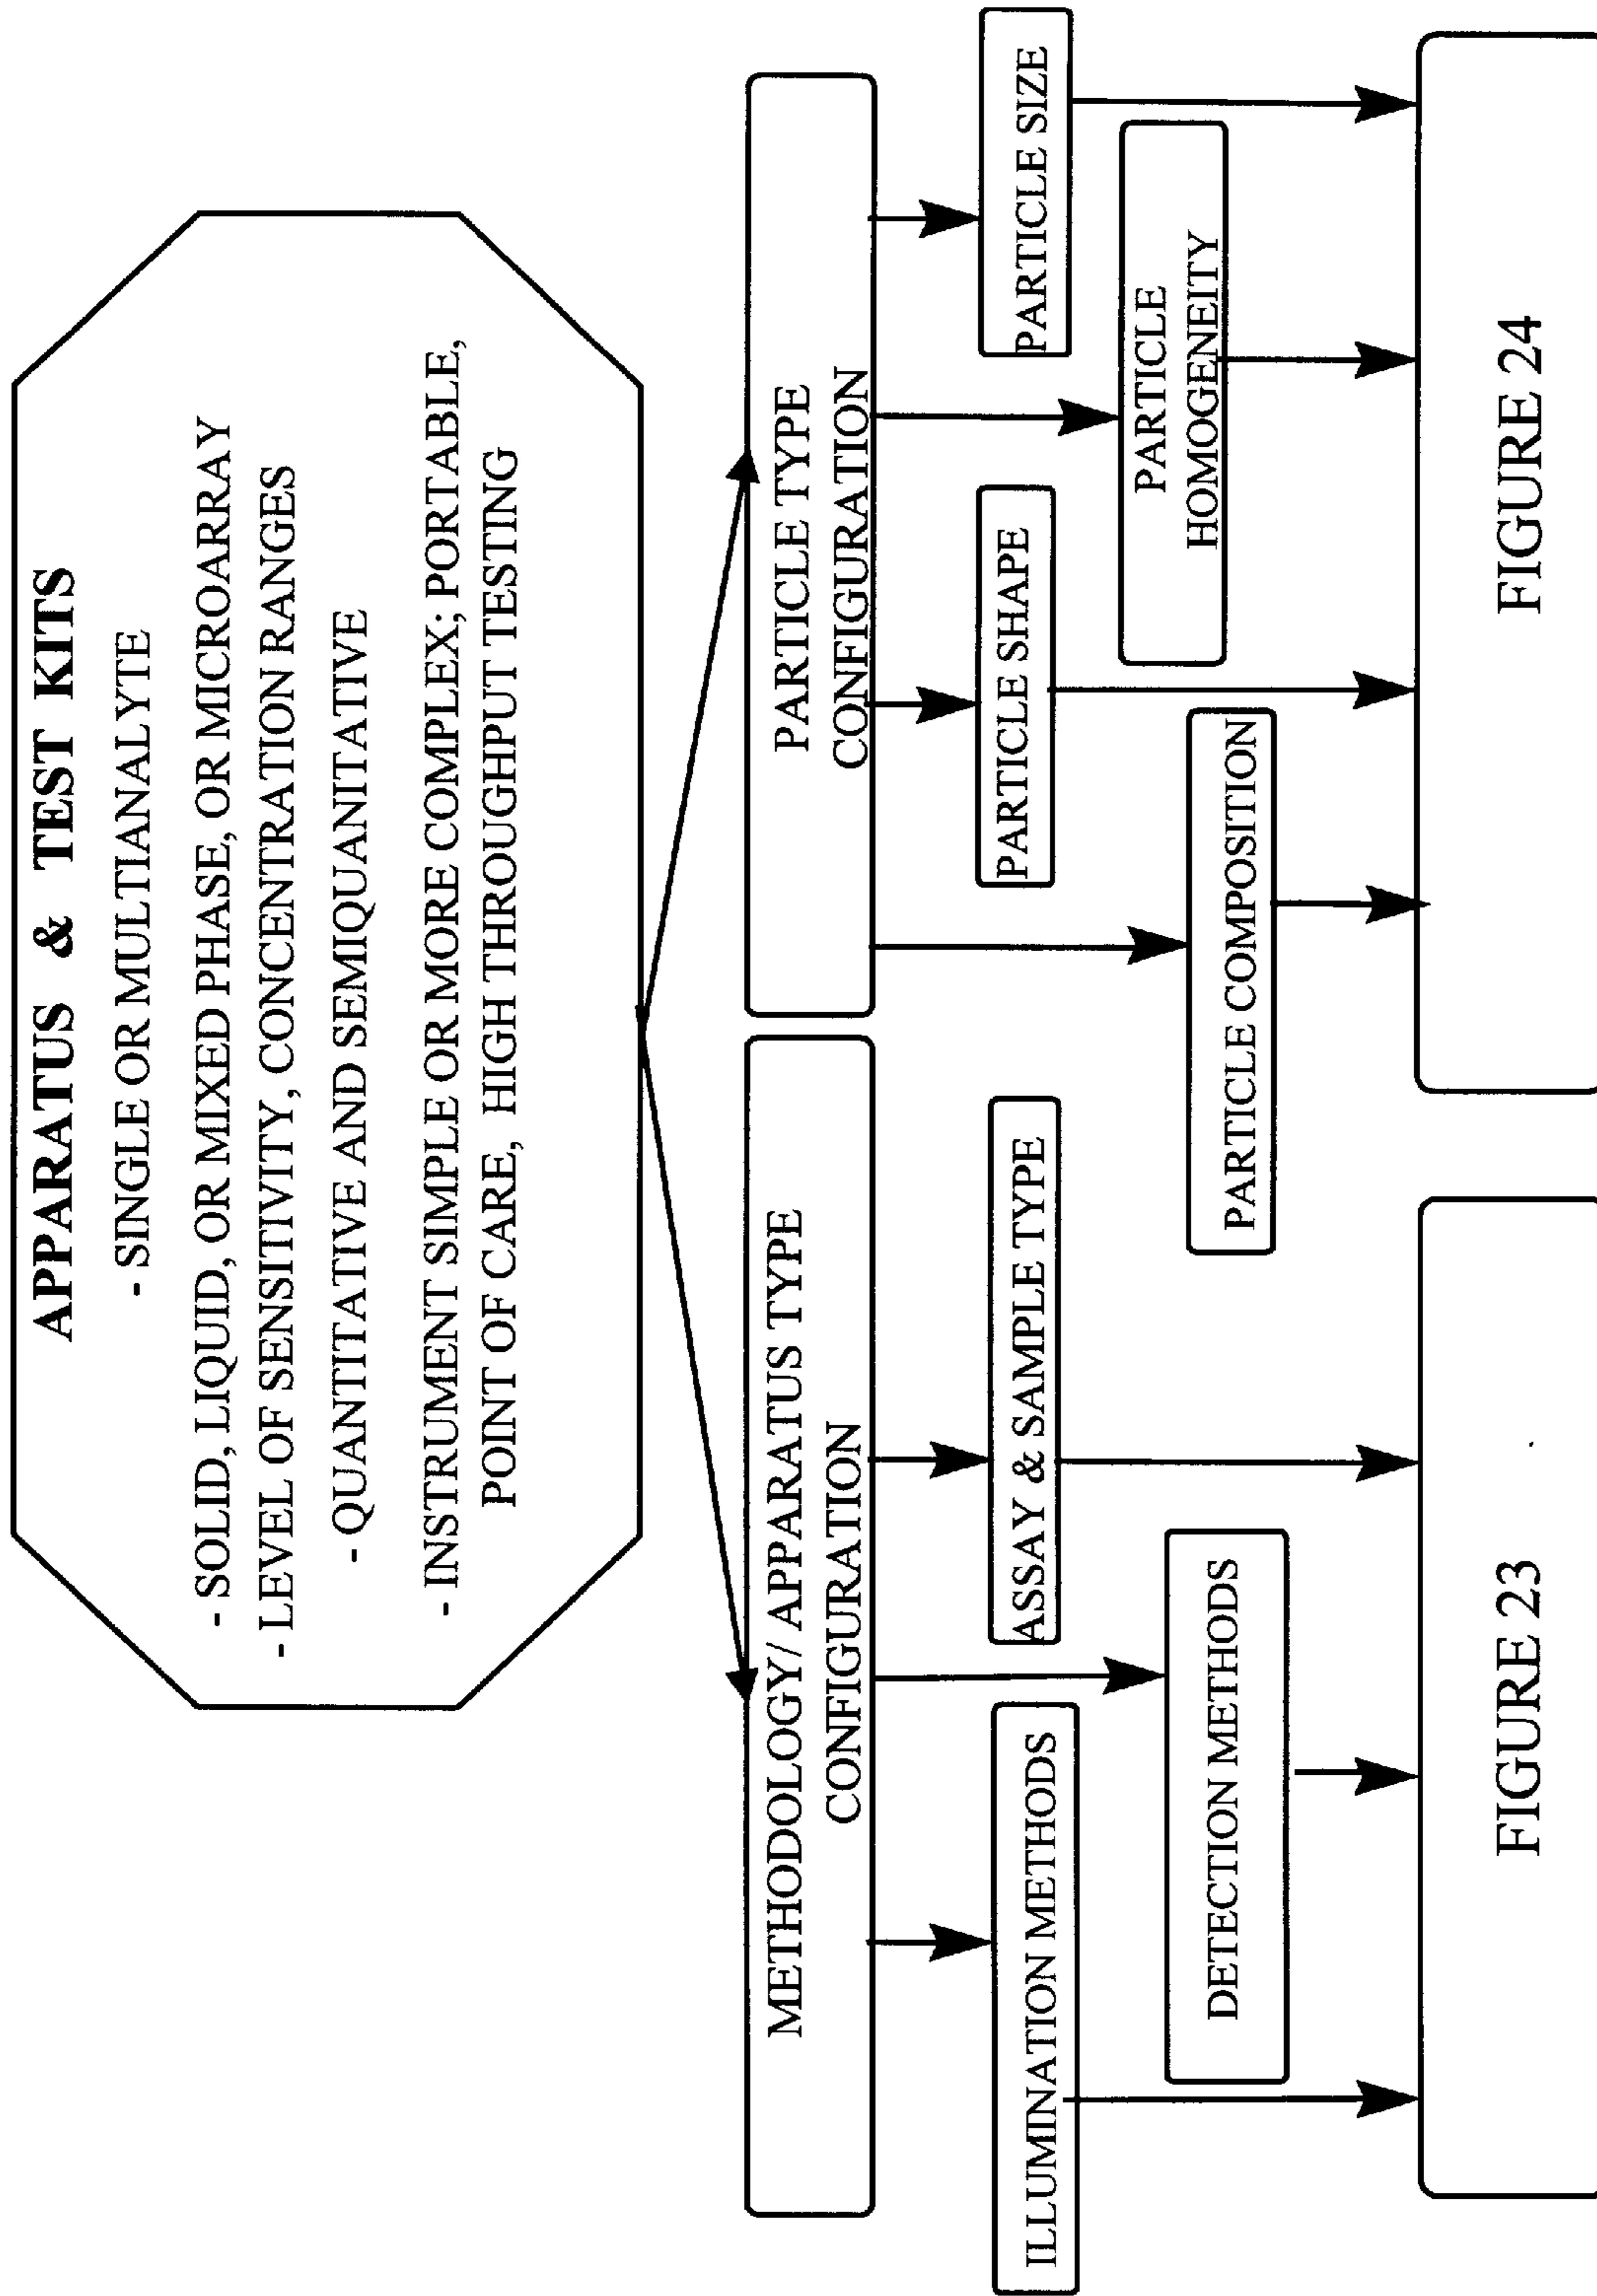 APPARATUS & TEST KITS
- SINGLE OR MULTIANALYTE
- SOLID, LIQUID, OR MIXED PHASE, OR MICROARRAY
- LEVEL OF SENSITIVITY, CONCENTRATION RANGES
- QUANTITATIVE AND SEMIQUANITATIVE
- INSTRUMENT SIMPLE OR MORE COMPLEX; PORTABLE,
POINT OF CARE, HIGH THROUGHPUT TESTING
METHODOLOGY/ APPARATUS TYPE
CONFIGURATION
ILLUMINATION METHODS
DETECTION METHODS
ASSAY & SAMPLE TYPE
FIGURE 23
PARTICLE TYPE
CONFIGURATION
PARTICLE COMPOSITION
PARTICLE SHAPE
PARTICLE
HOMOGENEITY
PARTICLE SIZE
FIGURE 24